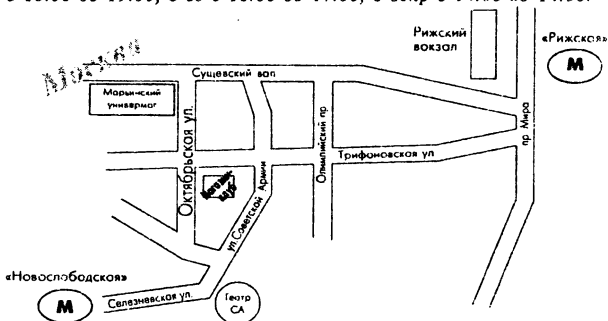 Москва
Рижский
вокзал
«Рижская»
М
Сущевский вал
Марьинский
универмаг
Октябрьская ул.
Олимпийский пр
пр Мира
Трифоновская ул
ул.Советской Армии
«Новослободская»
М
Селезневская ул.
Театр
СА